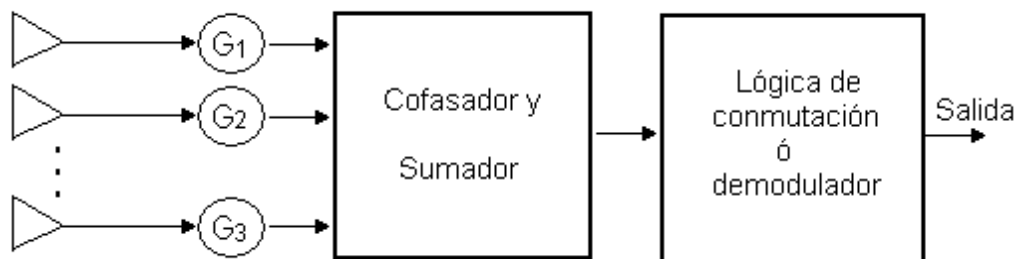 G1
G2
G3
Cofasador y
Sumador
Lógica de
conmutación
ó
demodulador
Salida